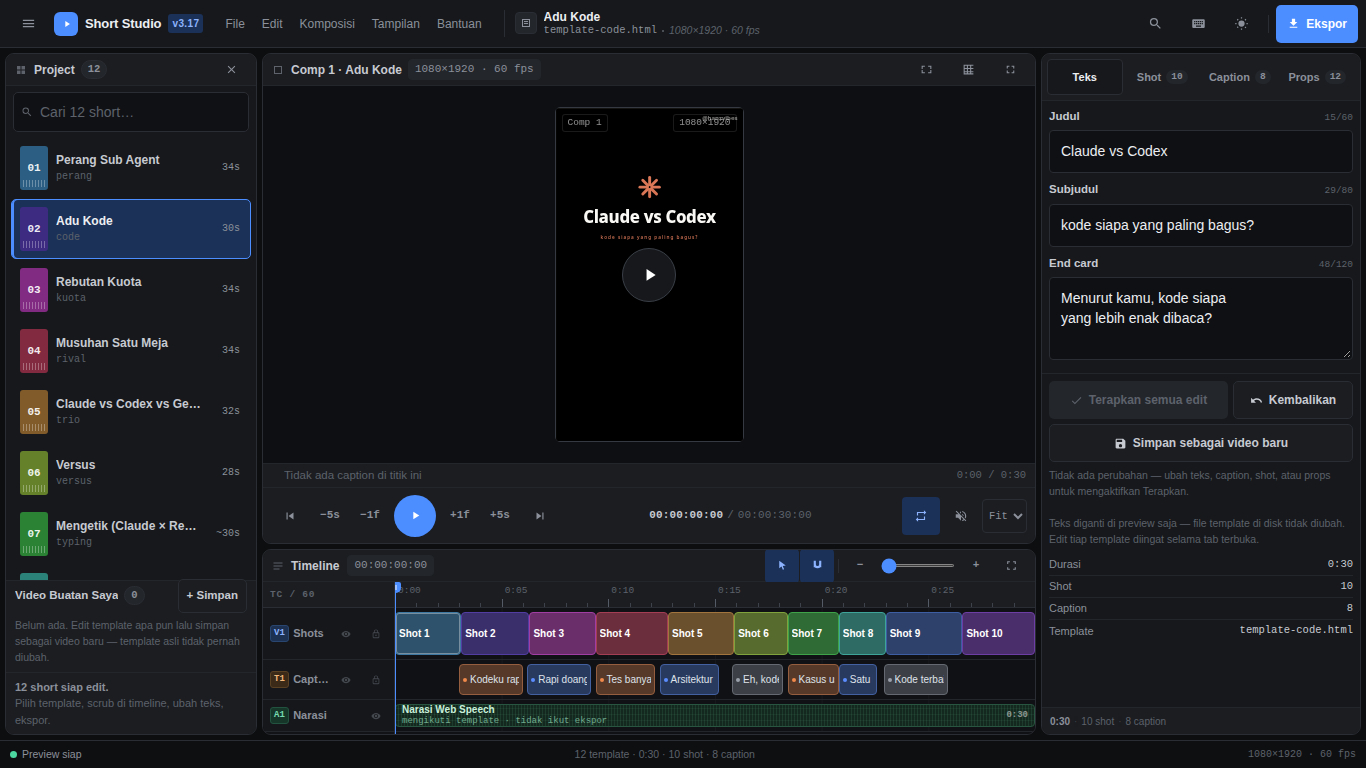 Short Studio v3.17 File Edit Komposisi Tampilan Bantuan
Adu Kode
template-code.html · 1080×1920 · 60 fps
Ekspor
Project 12
Cari 12 short…
01 Perang Sub Agent 34s
perang
02 Adu Kode 30s
code
03 Rebutan Kuota 34s
kuota
04 Musuhan Satu Meja 34s
rival
05 Claude vs Codex vs Ge… 32s
trio
06 Versus 28s
versus
07 Mengetik (Claude × Re… ~30s
typing
Video Buatan Saya 0 + Simpan
Belum ada. Edit template apa pun lalu simpan
sebagai video baru — template asli tidak pernah
diubah.
12 short siap edit.
Pilih template, scrub di timeline, ubah teks,
ekspor.
Comp 1 · Adu Kode 1080×1920 · 60 fps
Comp 1 1080×1920
Claude vs Codex
kode siapa yang paling bagus?
Tidak ada caption di titik ini 0:00 / 0:30
−5s −1f +1f +5s 00:00:00:00 / 00:00:30:00 Fit
Timeline 00:00:00:00 − +
TC / 60 0:00 0:05 0:10 0:15 0:20 0:25
V1 Shots Shot 1 Shot 2 Shot 3 Shot 4 Shot 5 Shot 6 Shot 7 Shot 8 Shot 9 Shot 10
T1 Capt… Kodeku rap Rapi doang Tes banya Arsitektur Eh, kode Kasus u Satu Kode terba
A1 Narasi Narasi Web Speech
mengikuti template · tidak ikut ekspor 0:30
Teks Shot 10 Caption 8 Props 12
Judul 15/60
Claude vs Codex
Subjudul 29/80
kode siapa yang paling bagus?
End card 48/120
Menurut kamu, kode siapa
yang lebih enak dibaca?
Terapkan semua edit Kembalikan
Simpan sebagai video baru
Tidak ada perubahan — ubah teks, caption, shot, atau props
untuk mengaktifkan Terapkan.
Teks diganti di preview saja — file template di disk tidak diubah.
Edit tiap template diingat selama tab terbuka.
Durasi 0:30
Shot 10
Caption 8
Template template-code.html
0:30 · 10 shot · 8 caption
Preview siap 12 template · 0:30 · 10 shot · 8 caption 1080×1920 · 60 fps